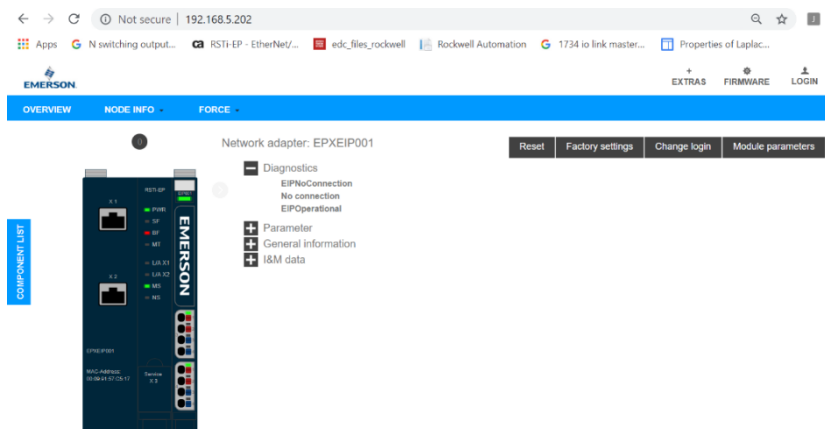 Not secure | 192.168.5.202
Apps
N switching output...
RSTi-EP - EtherNet/...
edc_files_rockwell
Rockwell Automation
1734 io link master...
Properties of Laplac...
EMERSON
EXTRAS
FIRMWARE
LOGIN
OVERVIEW
NODE INFO
FORCE
0
Network adapter: EPXEIP001
Reset
Factory settings
Change login
Module parameters
Diagnostics
EIPNoConnection
No connection
EIPOperational
Parameter
General information
I&M data
COMPONENT LIST
RSTi-EP
X 1
PWR
SF
BF
MT
L/A X1
L/A X2
MS
NS
X 2
EMERSON
EPXEIP001
MAC-Address:
Service
X 3